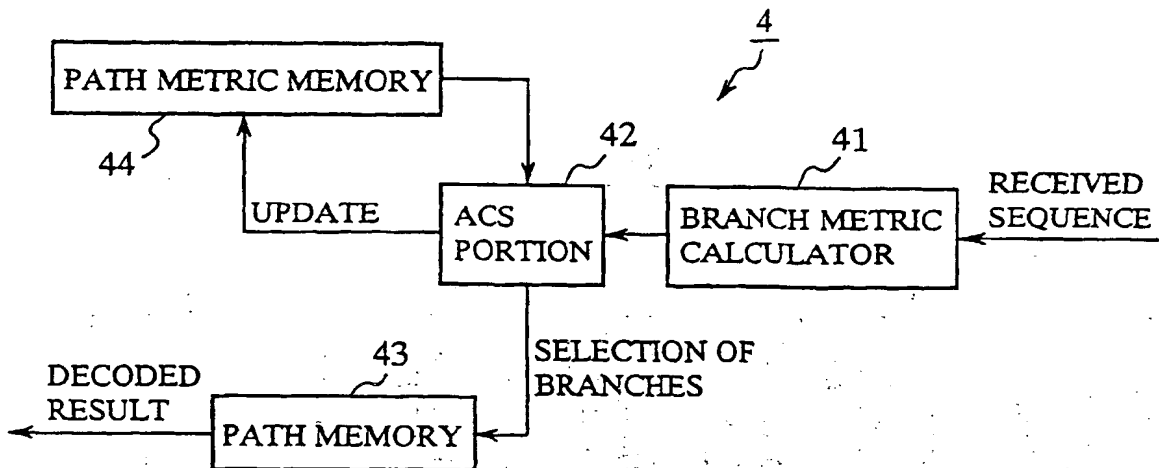 4
PATH METRIC MEMORY
44
42
41
RECEIVED
SEQUENCE
UPDATE
ACS
PORTION
BRANCH METRIC
CALCULATOR
SELECTION OF
BRANCHES
43
DECODED
RESULT
PATH MEMORY